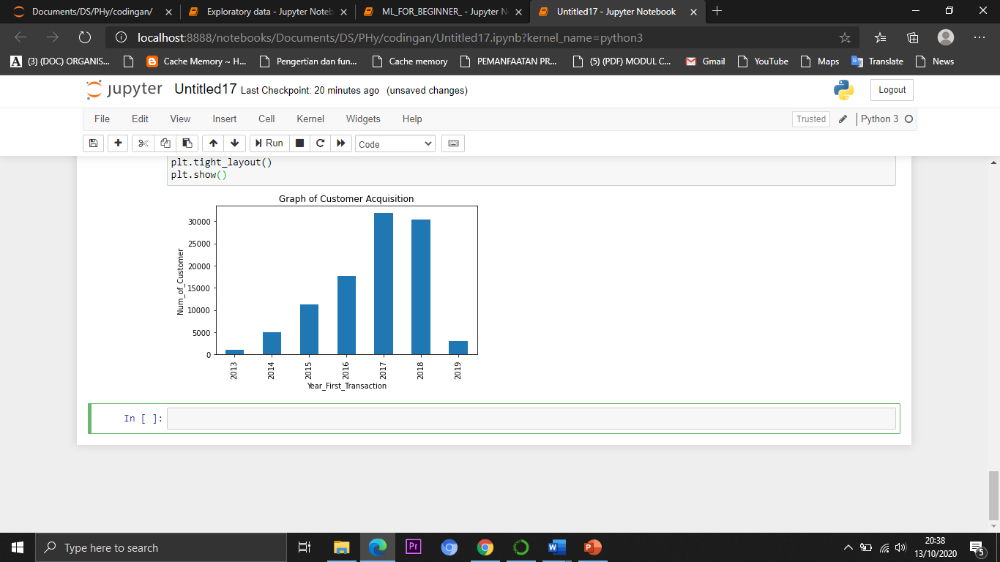 Documents/DS/PHy/codingan/
Exploratory data - Jupyter Noteb
ML_FOR_BEGINNER_ - Jupyter N
Untitled17 - Jupyter Notebook
localhost:8888/notebooks/Documents/DS/PHy/codingan/Untitled17.ipynb?kernel_name=python3
A (3) (DOC) ORGANIS... Cache Memory ~ H... Pengertian dan fun... Cache memory PEMANFAATAN PR... (5) (PDF) MODUL C... Gmail YouTube Maps Translate News
jupyter Untitled17 Last Checkpoint: 20 minutes ago (unsaved changes) Logout
File Edit View Insert Cell Kernel Widgets Help Trusted Python 3
Run Code
plt.tight_layout()
plt.show()
Graph of Customer Acquisition
Num_of_Customer
30000
25000
20000
15000
10000
5000
0
2013 2014 2015 2016 2017 2018 2019
Year_First_Transaction
In [ ]:
Type here to search
Pr
W
P
20:38
13/10/2020
5